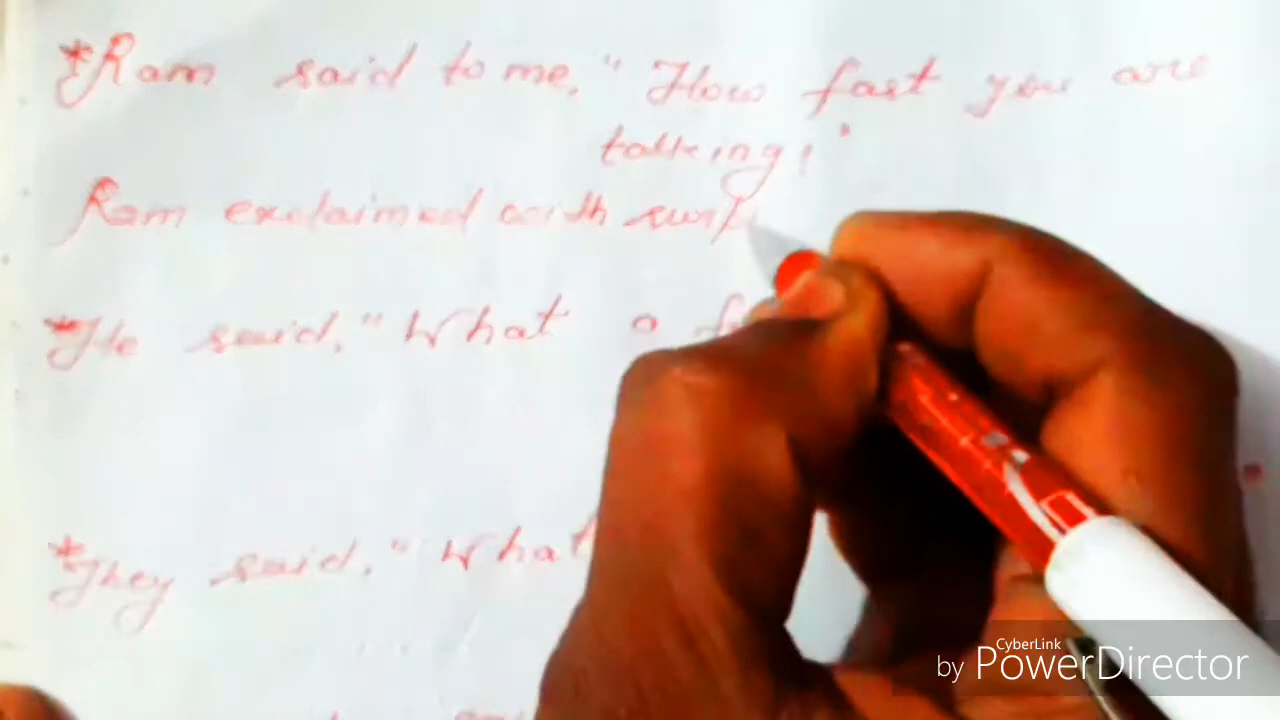 *Ram said to me, "How fast you are
talking!"
Ram exclaimed with surp
*He said, "What a
*They said, "What
CyberLink
by PowerDirector